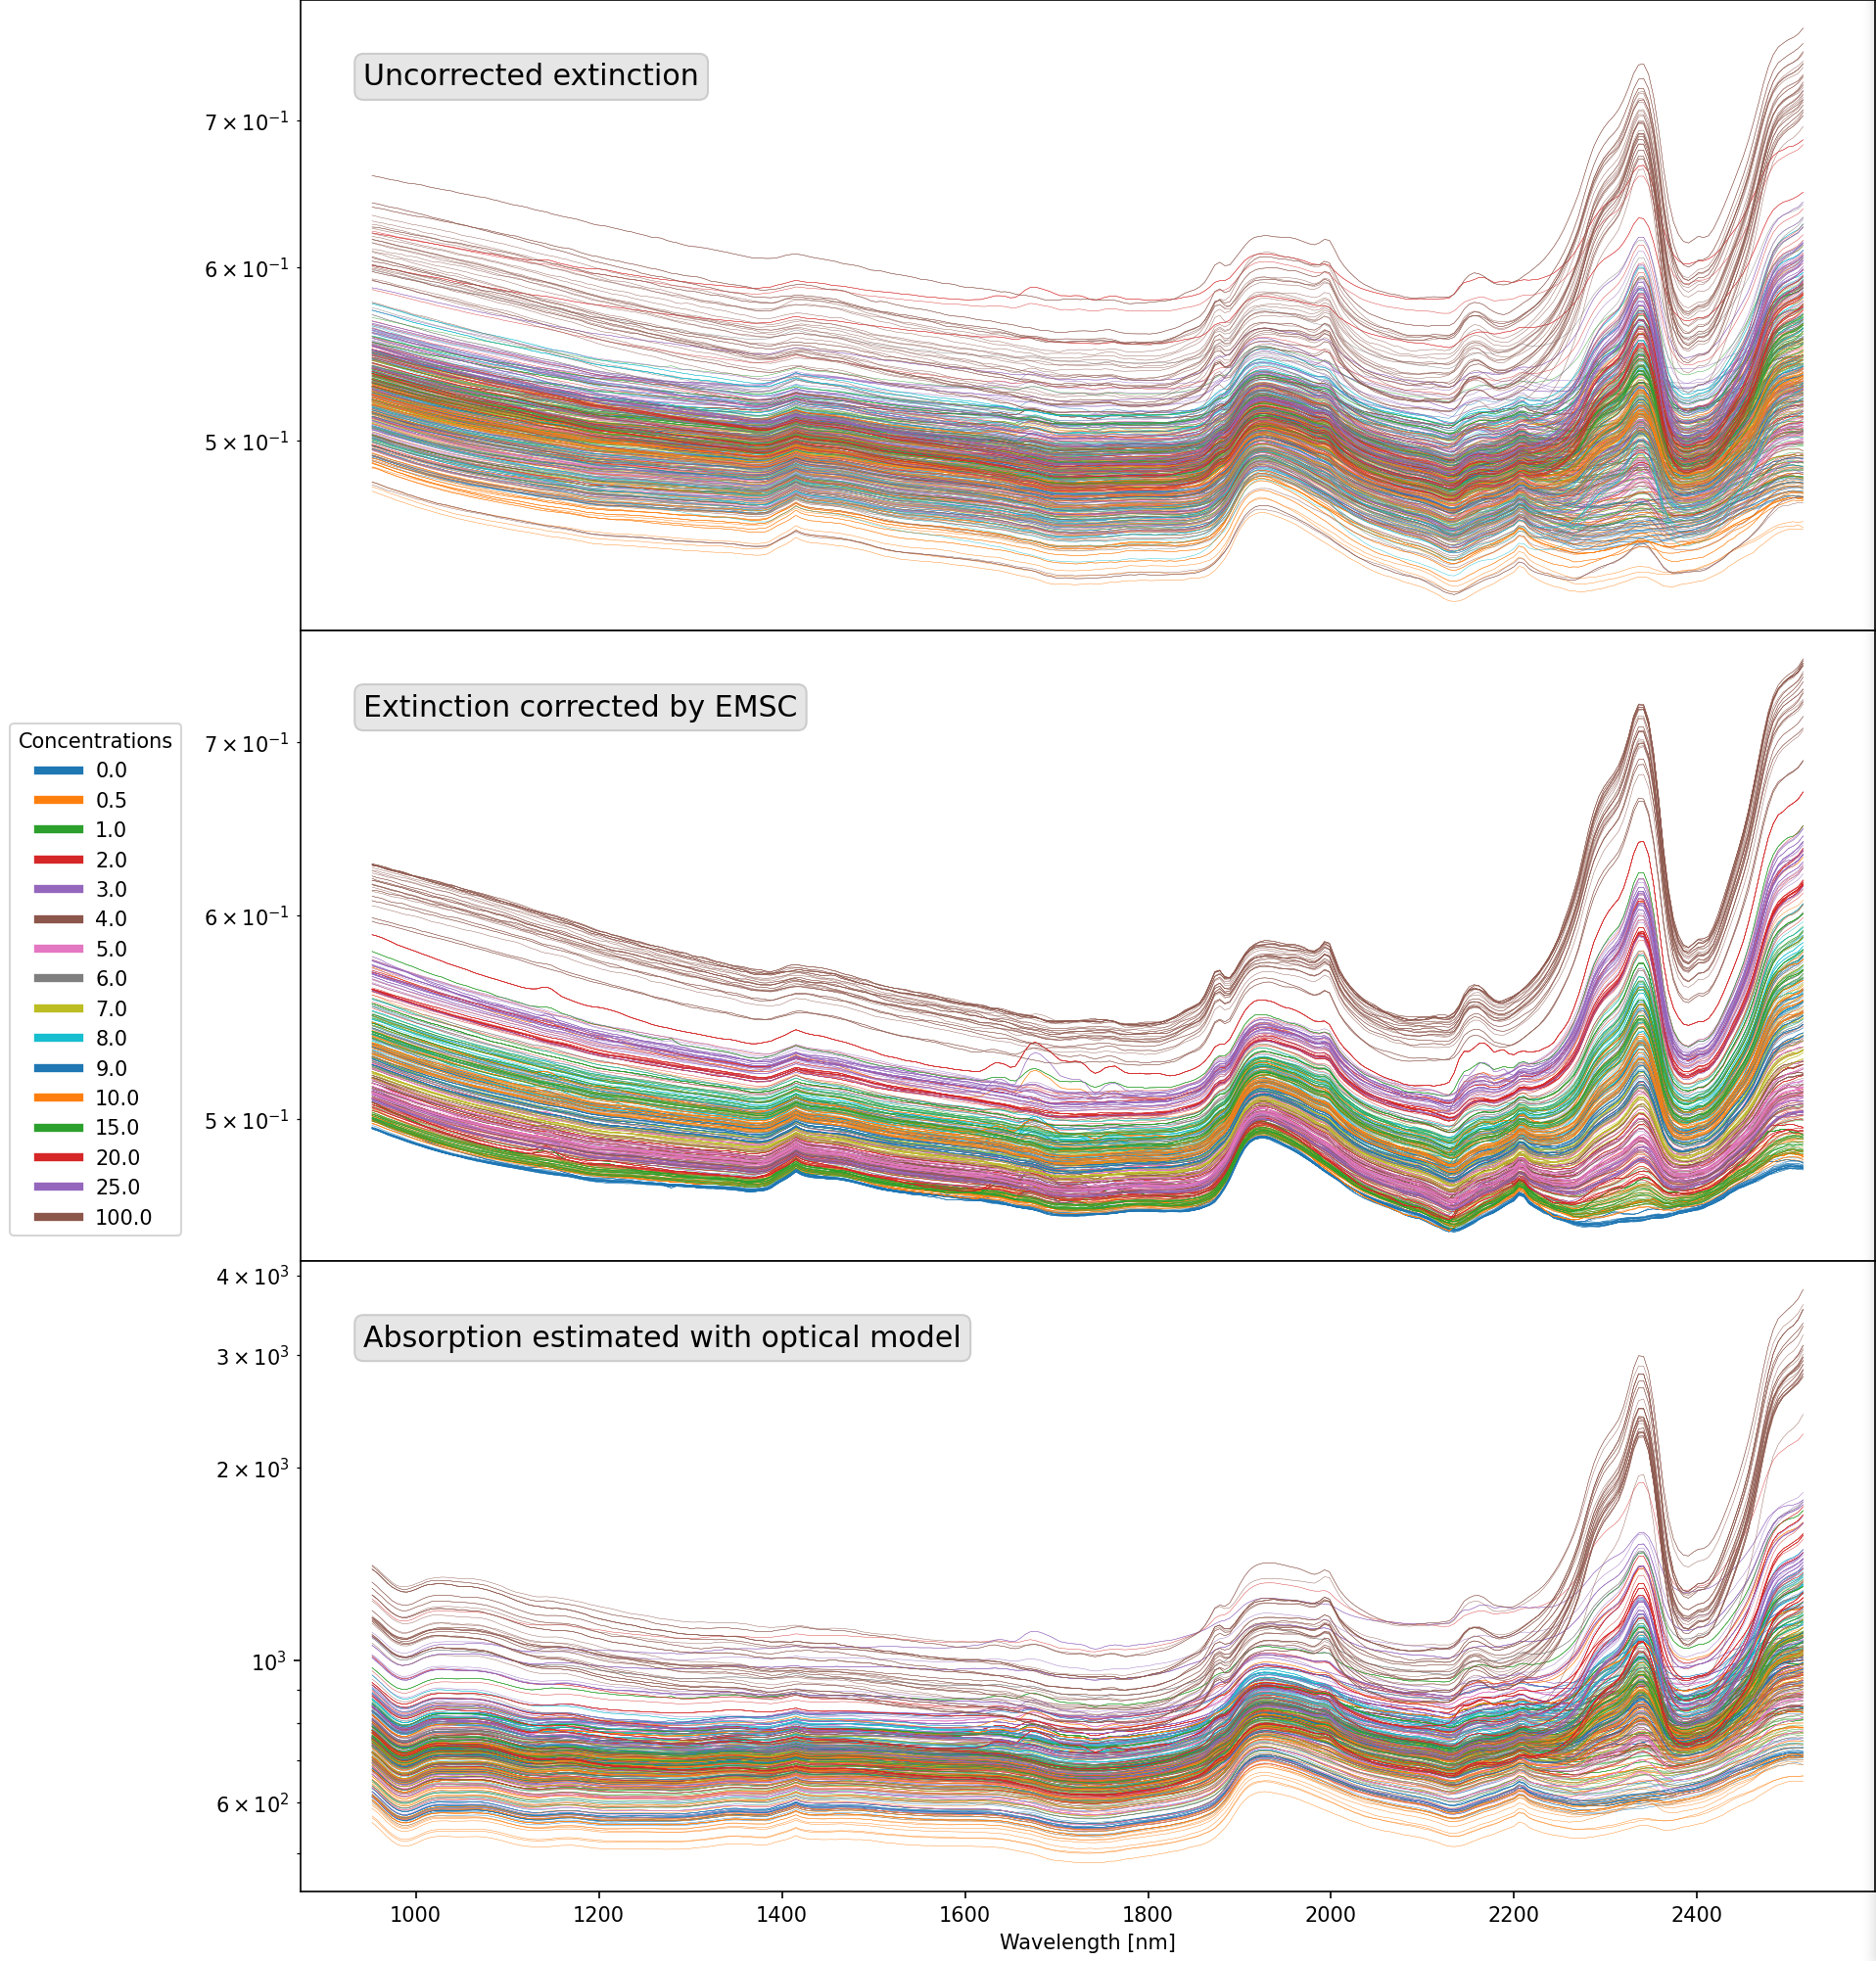 Uncorrected extinction
7 × 10⁻¹
6 × 10⁻¹
5 × 10⁻¹
Extinction corrected by EMSC
7 × 10⁻¹
6 × 10⁻¹
5 × 10⁻¹
Concentrations
0.0
0.5
1.0
2.0
3.0
4.0
5.0
6.0
7.0
8.0
9.0
10.0
15.0
20.0
25.0
100.0
Absorption estimated with optical model
4 × 10³
3 × 10³
2 × 10³
10³
6 × 10²
1000 1200 1400 1600 1800 2000 2200 2400
Wavelength [nm]